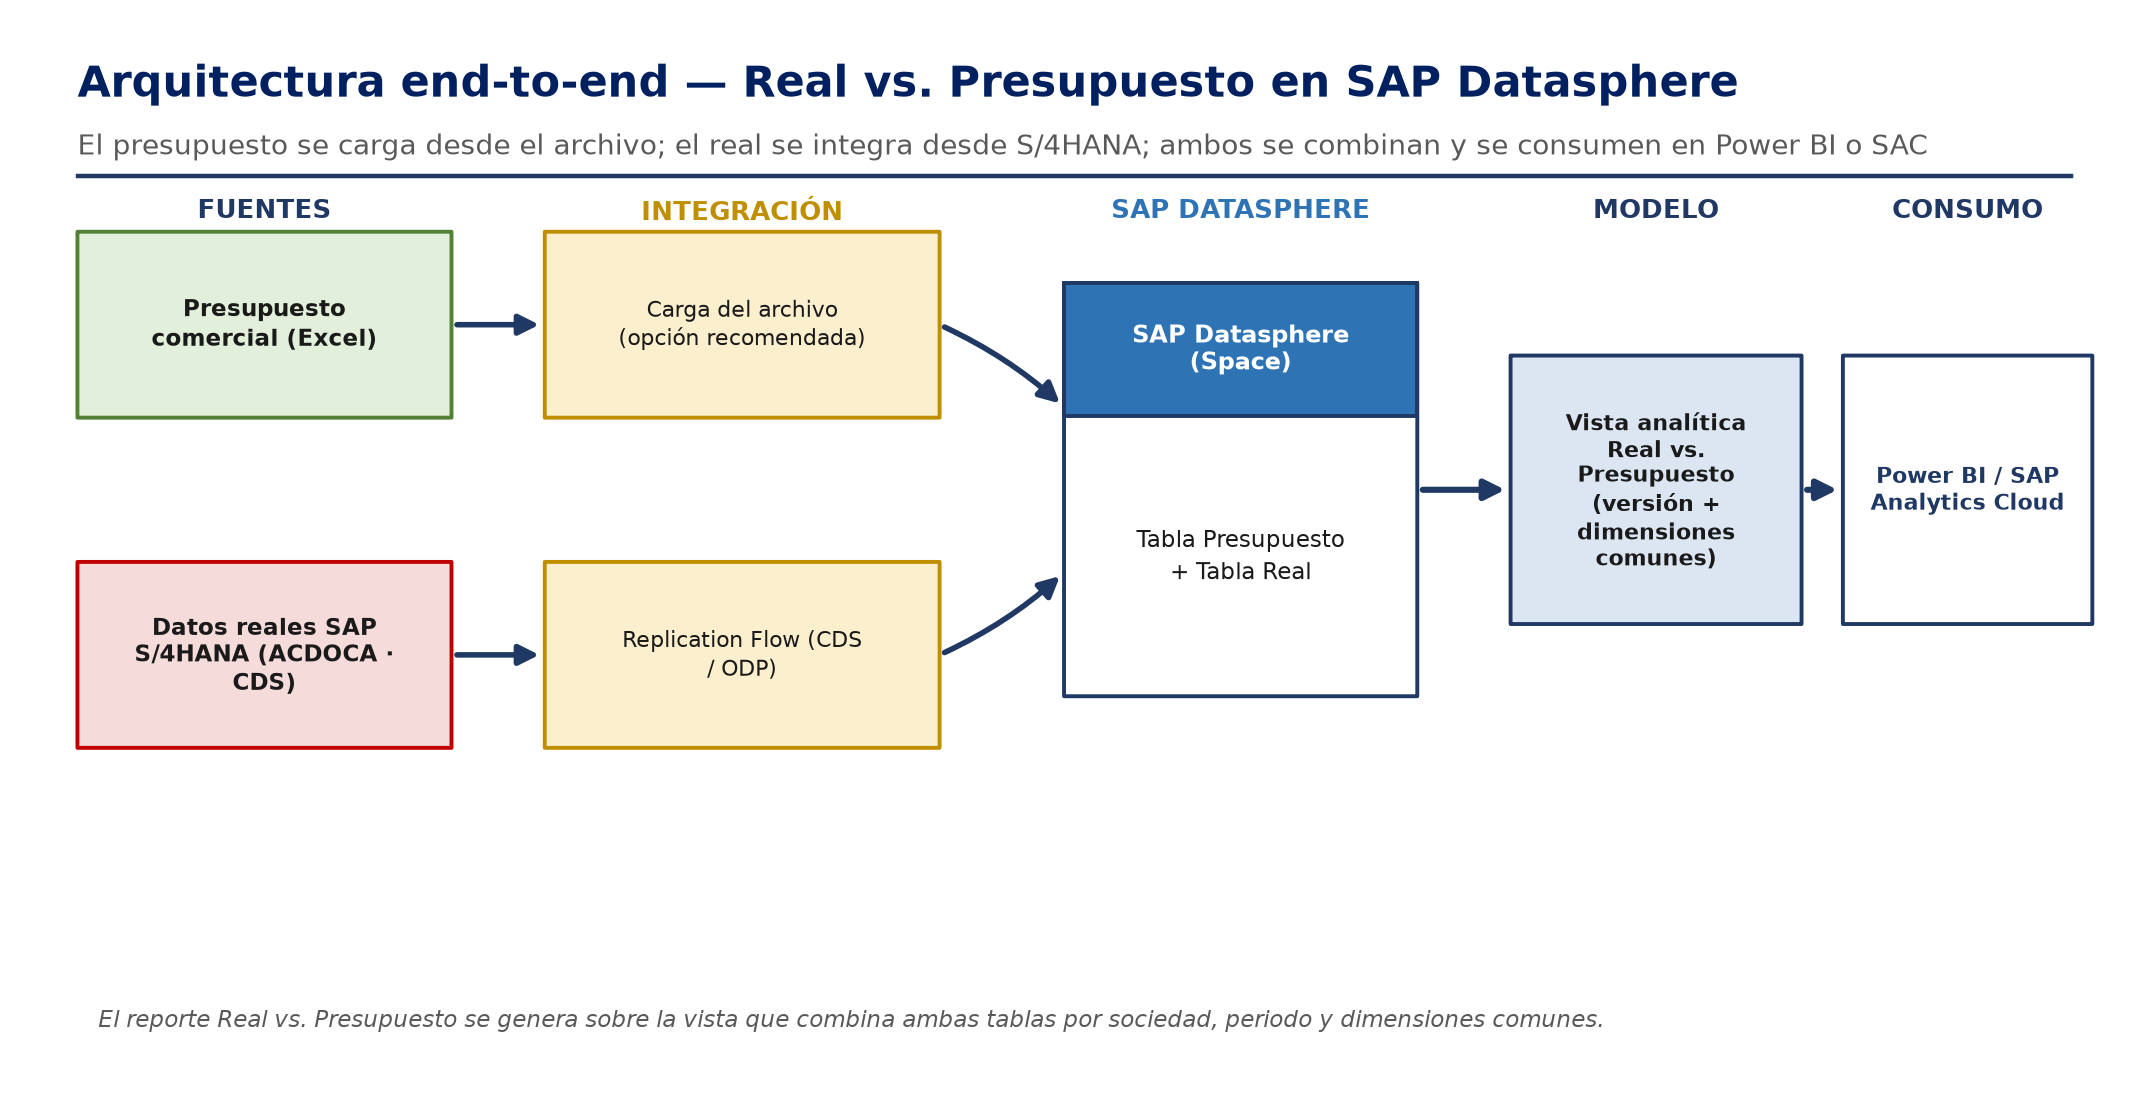 Arquitectura end-to-end — Real vs. Presupuesto en SAP Datasphere
El presupuesto se carga desde el archivo; el real se integra desde S/4HANA; ambos se combinan y se consumen en Power BI o SAC
FUENTES
INTEGRACIÓN
SAP DATASPHERE
MODELO
CONSUMO
Presupuesto
comercial (Excel)
Carga del archivo
(opción recomendada)
SAP Datasphere
(Space)
Tabla Presupuesto
+ Tabla Real
Vista analítica
Real vs.
Presupuesto
(versión +
dimensiones
comunes)
Power BI / SAP
Analytics Cloud
Datos reales SAP
S/4HANA (ACDOCA ·
CDS)
Replication Flow (CDS
/ ODP)
El reporte Real vs. Presupuesto se genera sobre la vista que combina ambas tablas por sociedad, periodo y dimensiones comunes.